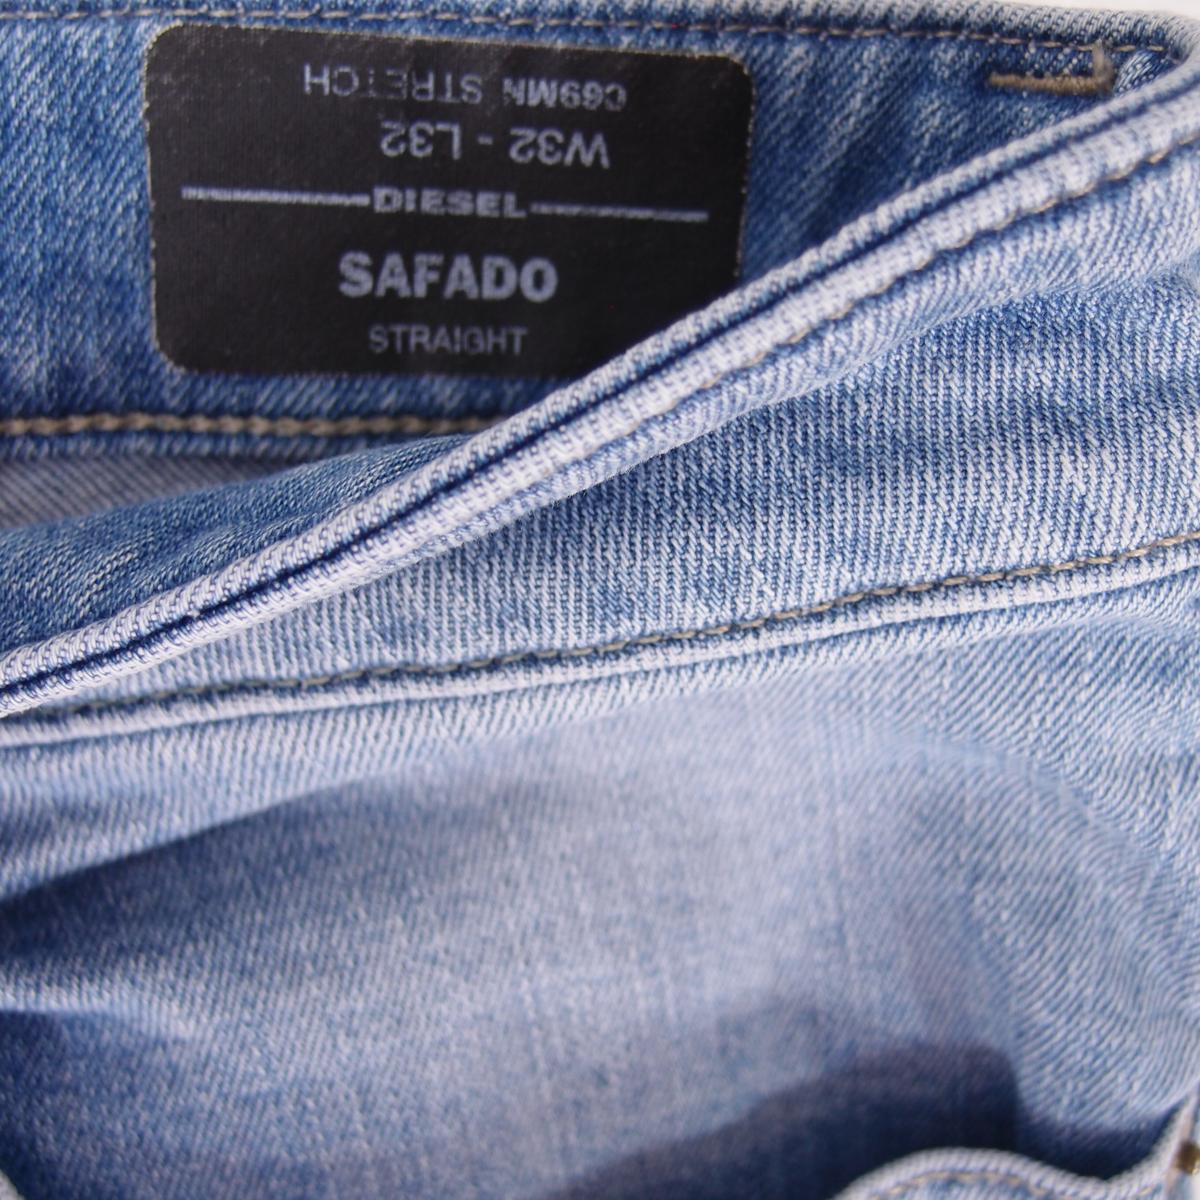 C69MN STRETCH
W32 - L32
DIESEL
SAFADO
STRAIGHT